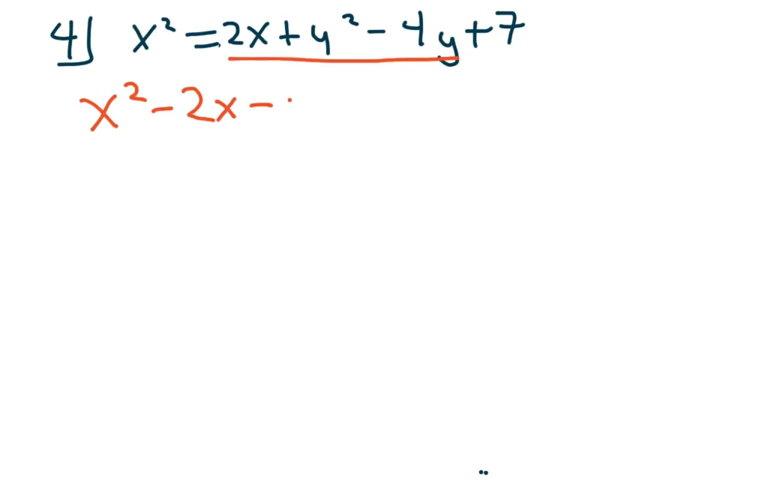 4] x² = 2x + y² - 4y + 7
x² - 2x -